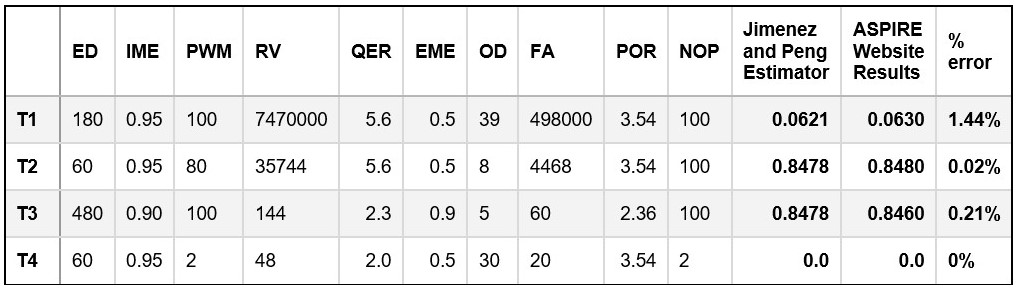 ED IME PWM RV QER EME OD FA POR NOP Jimenez and Peng Estimator ASPIRE Website Results % error
T1 180 0.95 100 7470000 5.6 0.5 39 498000 3.54 100 0.0621 0.0630 1.44%
T2 60 0.95 80 35744 5.6 0.5 8 4468 3.54 100 0.8478 0.8480 0.02%
T3 480 0.90 100 144 2.3 0.9 5 60 2.36 100 0.8478 0.8460 0.21%
T4 60 0.95 2 48 2.0 0.5 30 20 3.54 2 0.0 0.0 0%